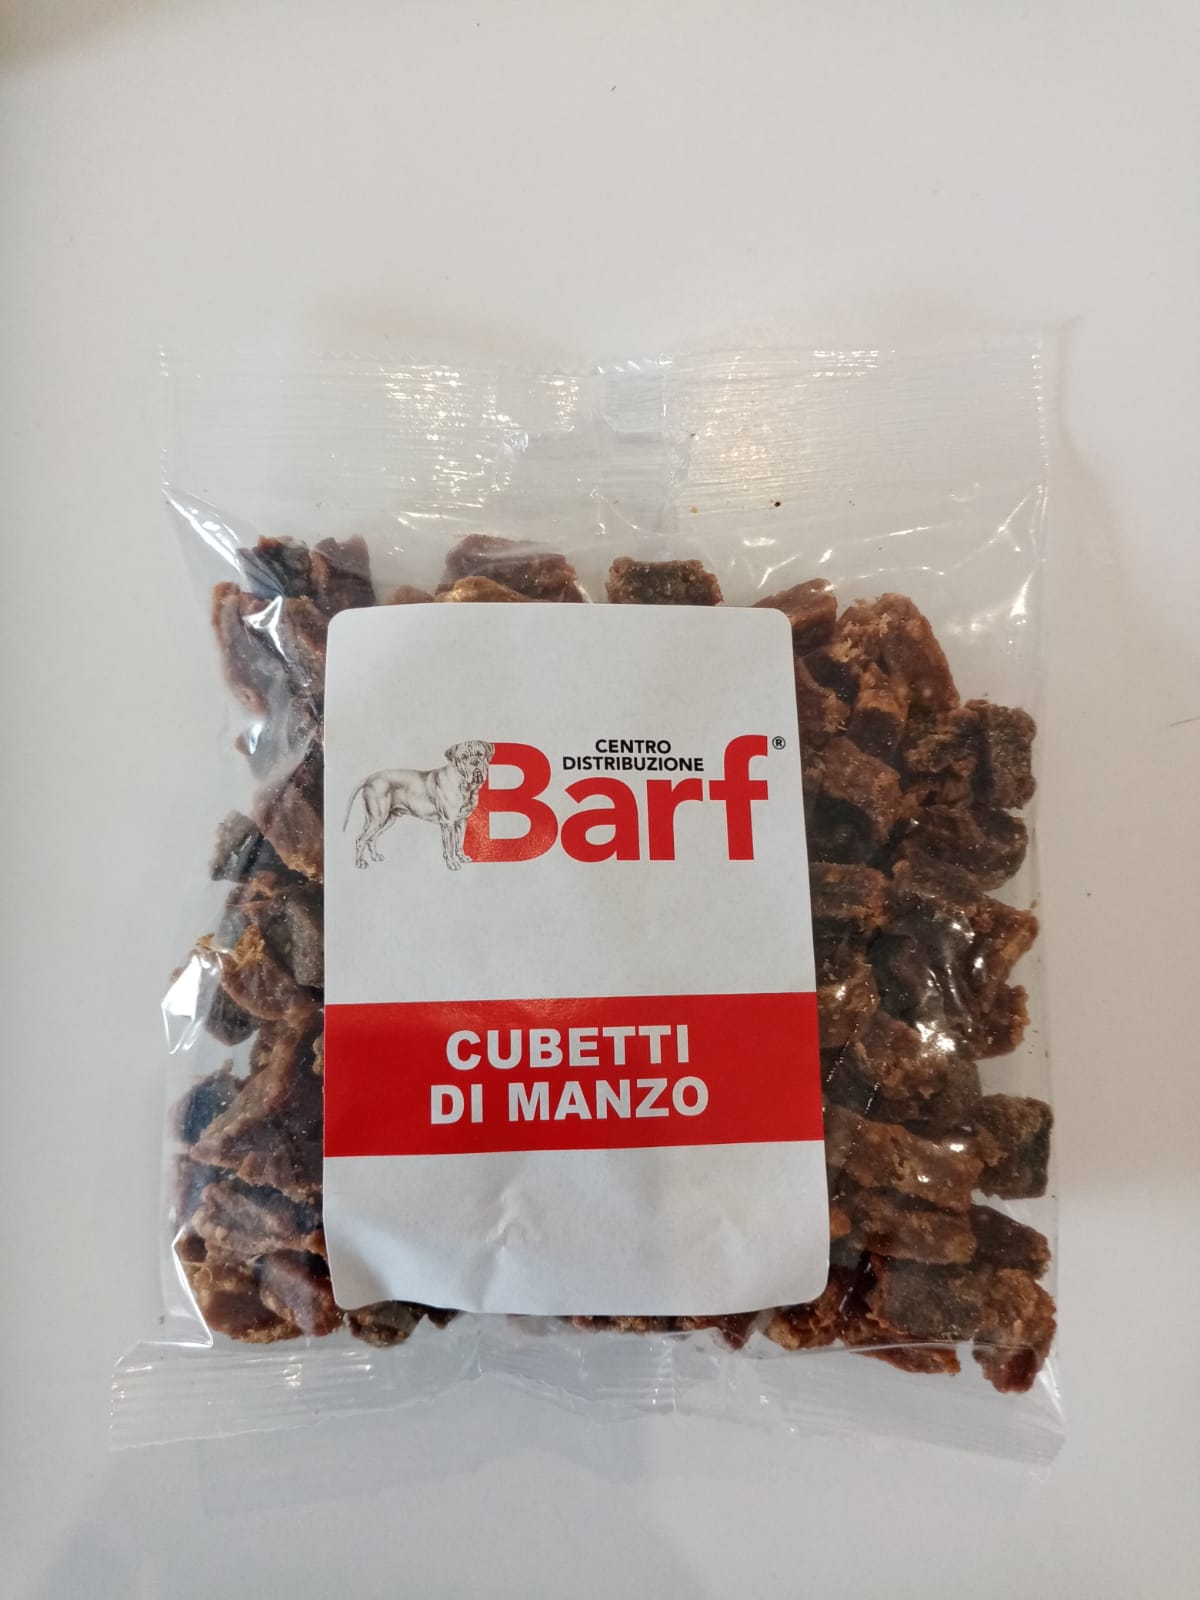 CENTRO
DISTRIBUZIONE
Barf®
CUBETTI
DI MANZO